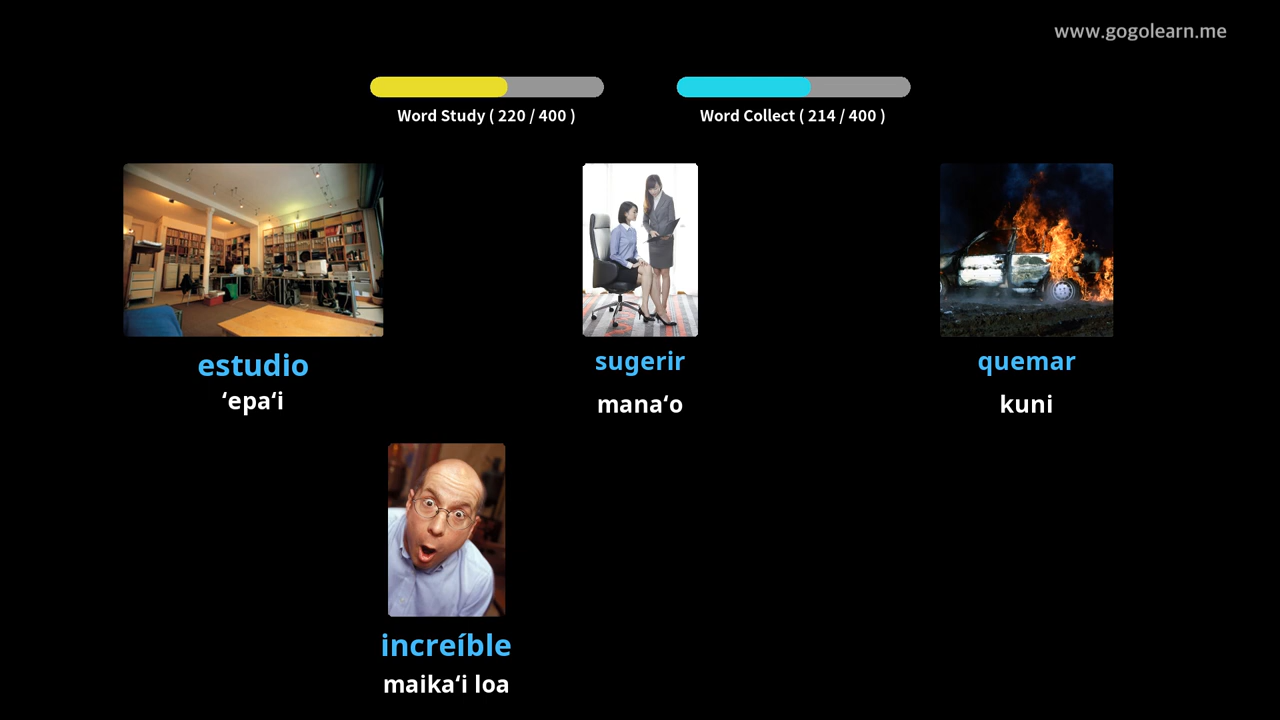 www.gogolearn.me
Word Study ( 220 / 400 )
Word Collect ( 214 / 400 )
estudio
ʻepaʻi
sugerir
manaʻo
quemar
kuni
increíble
maikaʻi loa